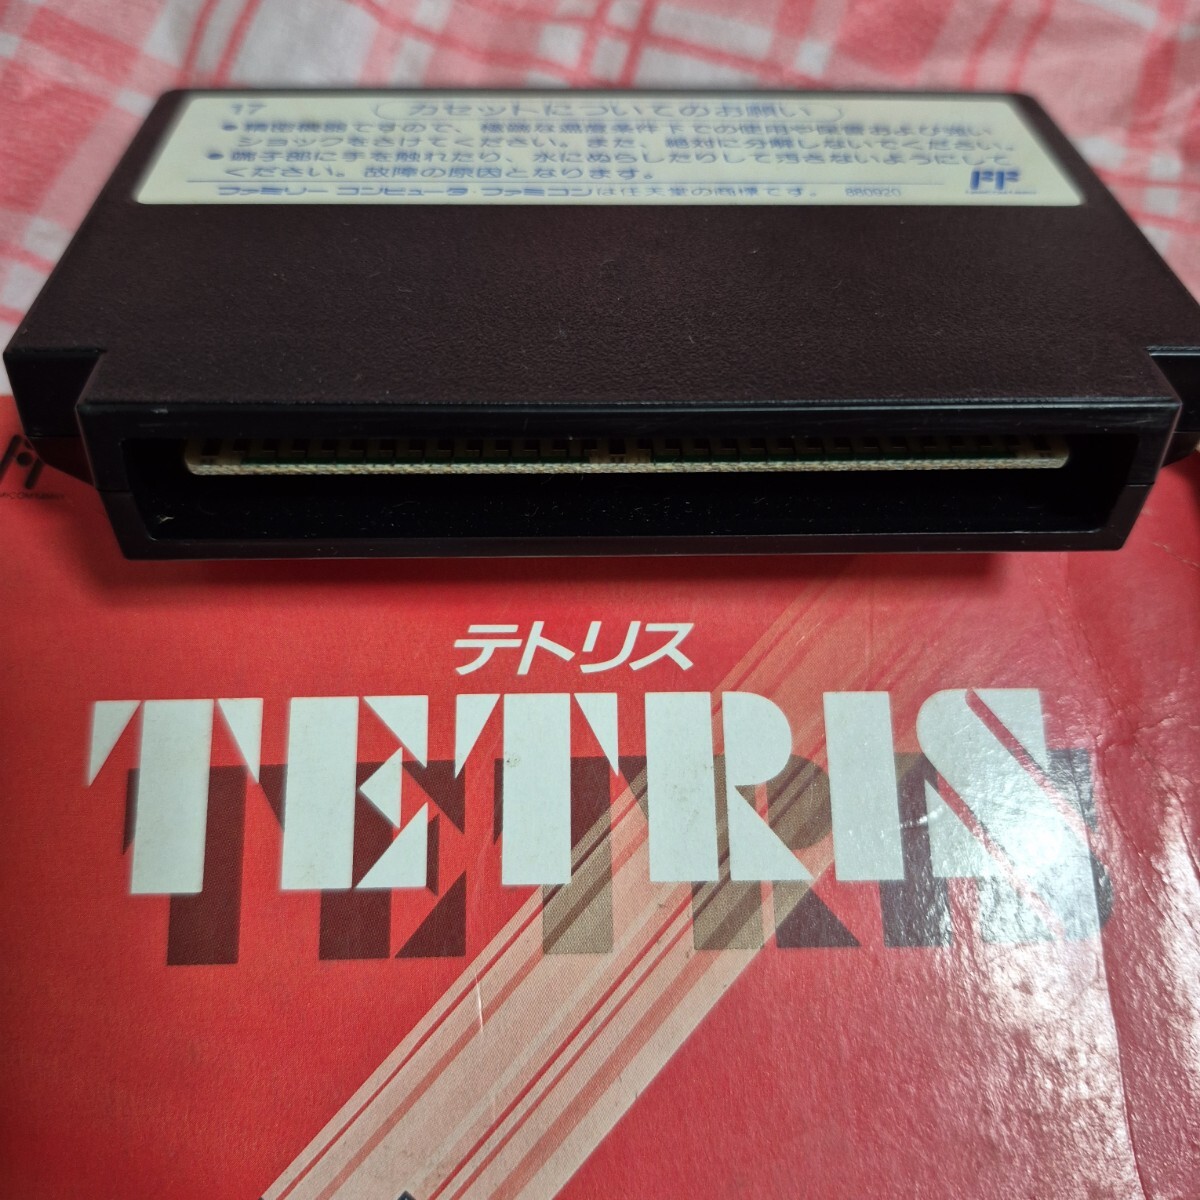 17 カセットについてのお願い
●精密機器ですので、極端な温度条件下での使用や保管および強い
ショックをさけてください。また、絶対に分解しないでください。
●端子部に手を触れたり、水にぬらしたりして汚さないようにして
ください。故障の原因となります。
ファミリーコンピュータ ファミコンは任天堂の商標です。 880920
テトリス
TETRIS